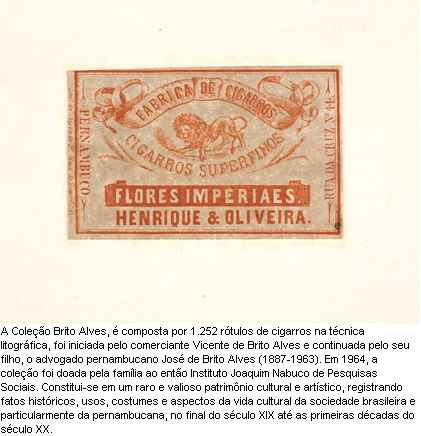 FABRICA DE CIGARROS
CIGARROS SUPERFINOS
PERNAMBUCO
RUA DA CRUZ Nº 44
FLORES IMPERIAES.
HENRIQUE & OLIVEIRA.
A Coleção Brito Alves, é composta por 1.252 rótulos de cigarros na técnica
litográfica, foi iniciada pelo comerciante Vicente de Brito Alves e continuada pelo seu
filho, o advogado pernambucano José de Brito Alves (1887-1963). Em 1964, a
coleção foi doada pela família ao então Instituto Joaquim Nabuco de Pesquisas
Sociais. Constitui-se em um raro e valioso patrimônio cultural e artístico, registrando
fatos históricos, usos, costumes e aspectos da vida cultural da sociedade brasileira e
particularmente da pernambucana, no final do século XIX até as primeiras décadas do
século XX.